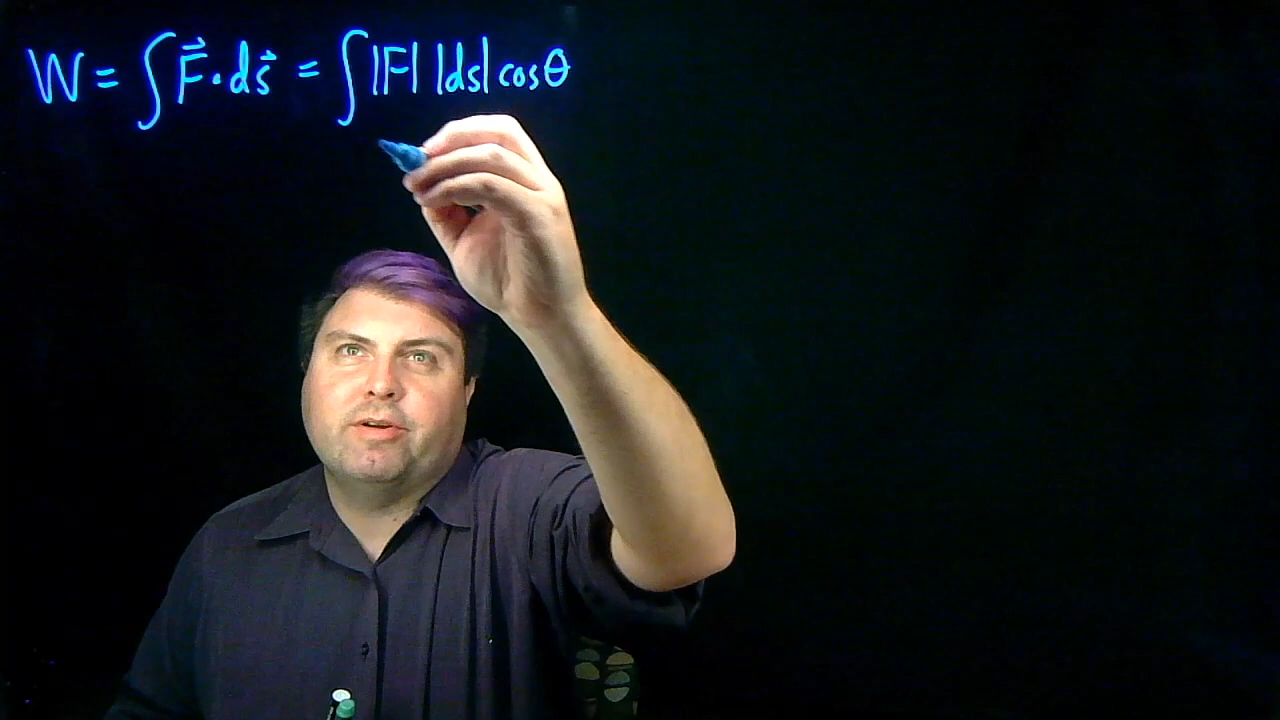 W = ∫F⃗·ds⃗ = ∫|F| |ds| cosθ